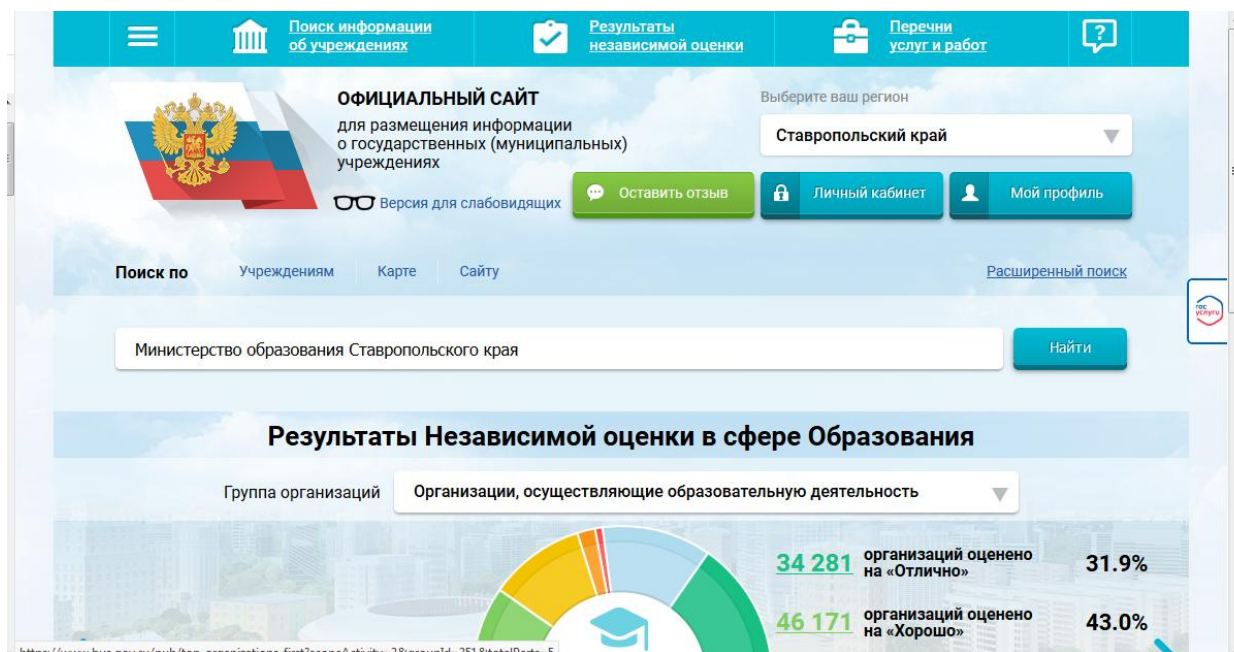 Поиск информации
об учреждениях
Результаты
независимой оценки
Перечни
услуг и работ
?
ОФИЦИАЛЬНЫЙ САЙТ
для размещения информации
о государственных (муниципальных)
учреждениях
Версия для слабовидящих
Выберите ваш регион
Ставропольский край
Оставить отзыв
Личный кабинет
Мой профиль
Поиск по Учреждениям Карте Сайту Расширенный поиск
гос
услуги
Министерство образования Ставропольского края Найти
Результаты Независимой оценки в сфере Образования
Группа организаций Организации, осуществляющие образовательную деятельность
34 281 организаций оценено
на «Отлично» 31.9%
46 171 организаций оценено
на «Хорошо» 43.0%